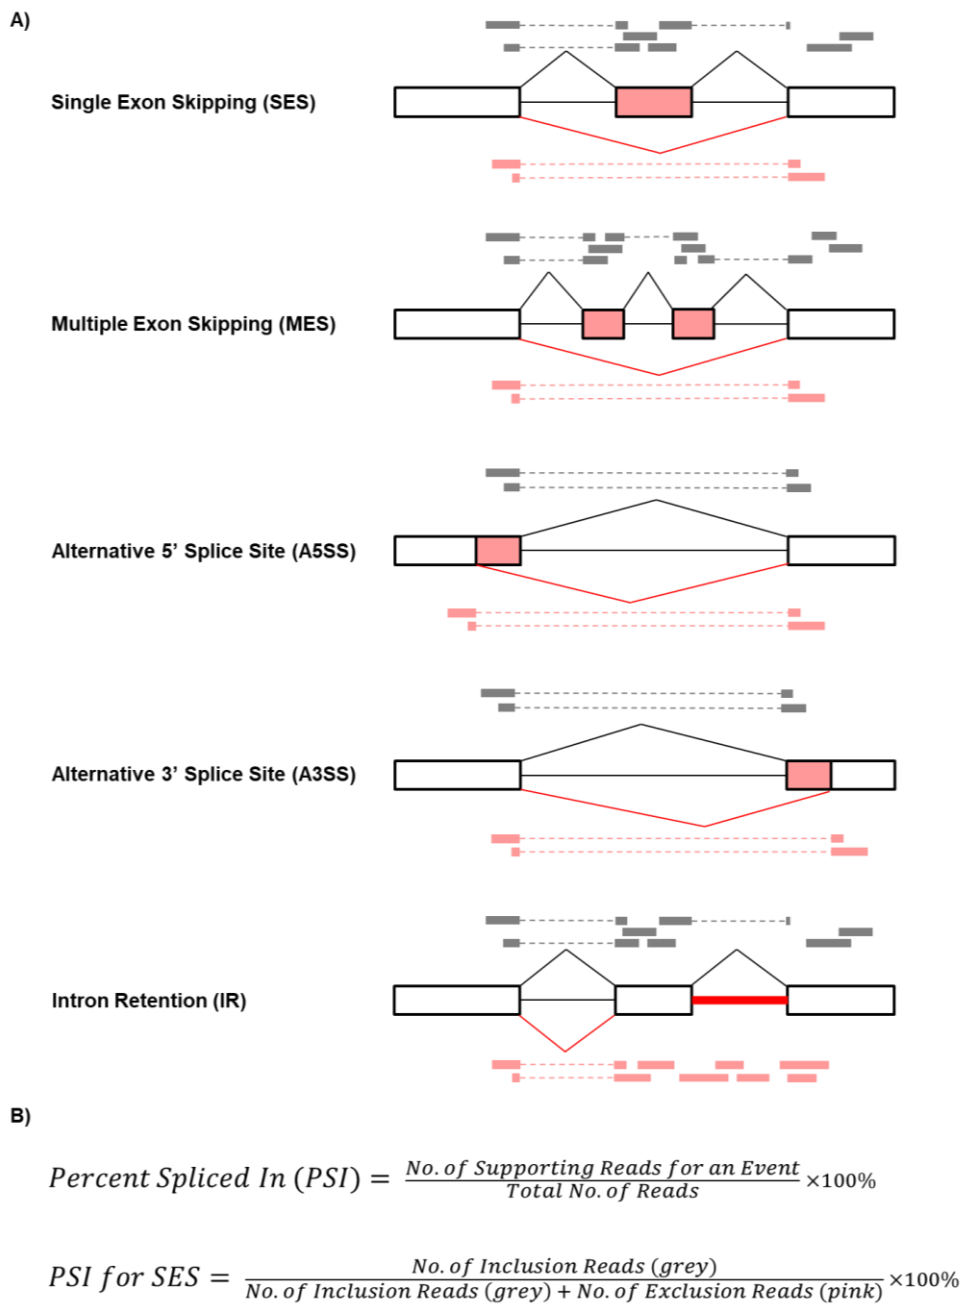 A)
Single Exon Skipping (SES)
Multiple Exon Skipping (MES)
Alternative 5’ Splice Site (A5SS)
Alternative 3’ Splice Site (A3SS)
Intron Retention (IR)
B)
Percent Spliced In (PSI) = No. of Supporting Reads for an Event / Total No. of Reads ×100%
PSI for SES = No. of Inclusion Reads (grey) / No. of Inclusion Reads (grey) + No. of Exclusion Reads (pink) ×100%